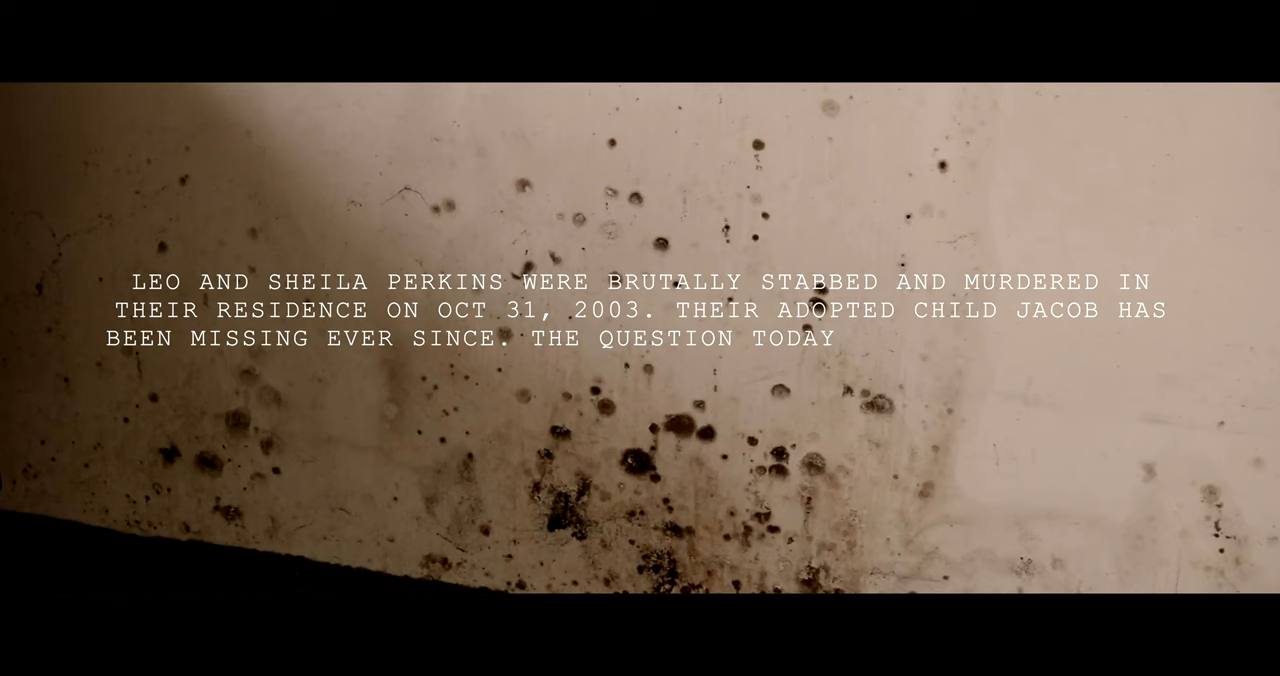 LEO AND SHEILA PERKINS WERE BRUTALLY STABBED AND MURDERED IN
THEIR RESIDENCE ON OCT 31, 2003. THEIR ADOPTED CHILD JACOB HAS
BEEN MISSING EVER SINCE. THE QUESTION TODAY